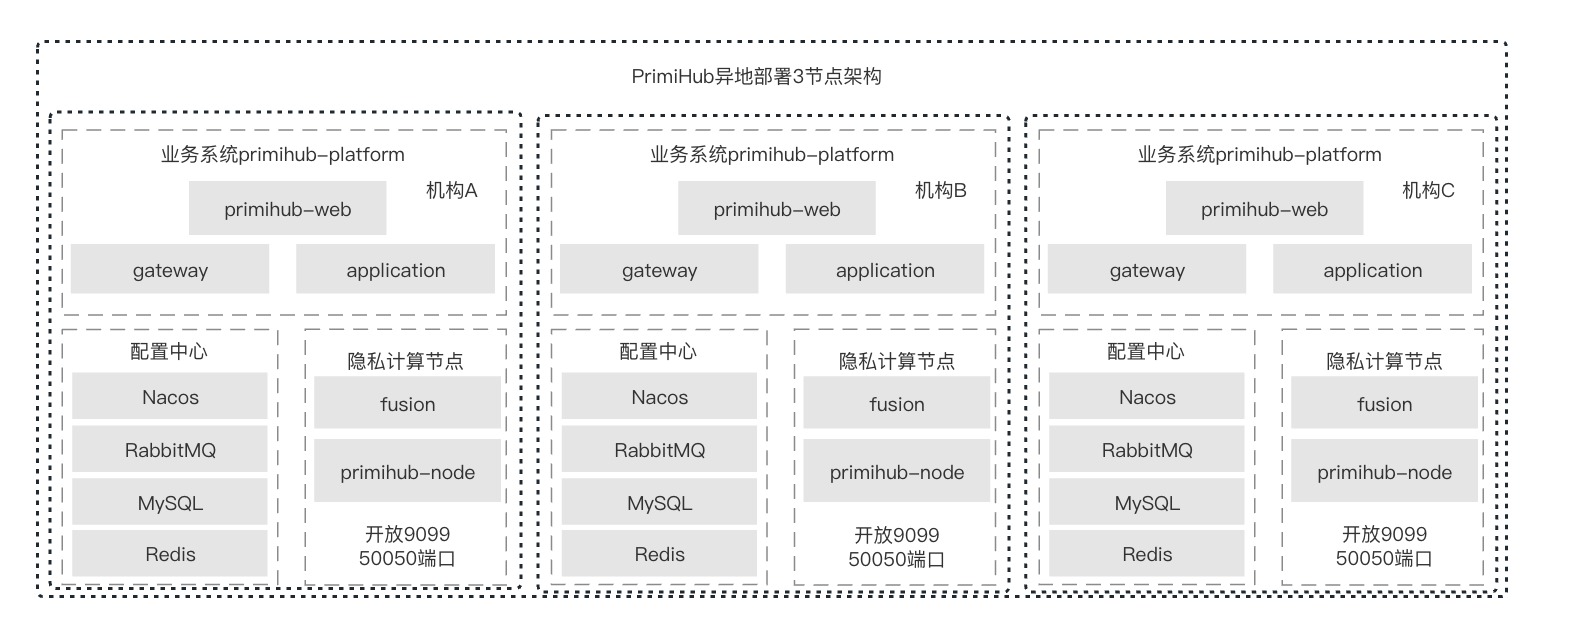 PrimiHub异地部署3节点架构
业务系统primihub-platform
机构A
primihub-web
gateway
application
配置中心
Nacos
RabbitMQ
MySQL
Redis
隐私计算节点
fusion
primihub-node
开放9099
50050端口
业务系统primihub-platform
机构B
primihub-web
gateway
application
配置中心
Nacos
RabbitMQ
MySQL
Redis
隐私计算节点
fusion
primihub-node
开放9099
50050端口
业务系统primihub-platform
机构C
primihub-web
gateway
application
配置中心
Nacos
RabbitMQ
MySQL
Redis
隐私计算节点
fusion
primihub-node
开放9099
50050端口